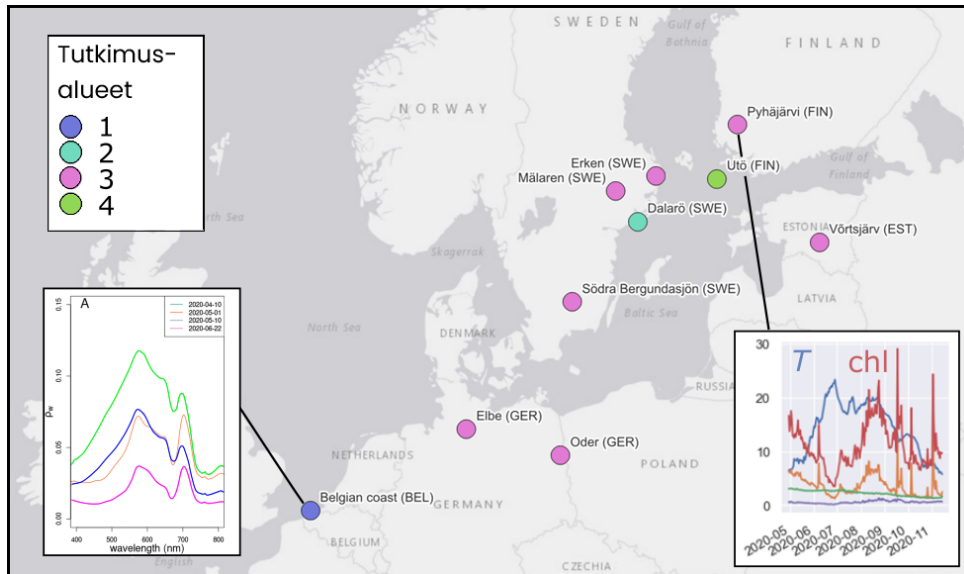 SWEDEN
Gulf of
Bothnia
FINLAND
Tutkimus-
alueet
1
2
3
4
NORWAY
Pyhäjärvi (FIN)
Erken (SWE)
Utö (FIN)
Gulf of
Finland
Mälaren (SWE)
Dalarö (SWE)
North Sea
ESTONIA
Võrtsjärv (EST)
Skagerrak
Södra Bergundasjön (SWE)
LATVIA
Baltic Sea
North Sea
DENMARK
RUSSIA
A
2020-04-10
2020-05-01
2020-05-10
2020-06-22
0.15
0.10
0.05
0.00
ρw
400 500 600 700 800
wavelength (nm)
T chl
30
20
10
0
2020-05 2020-06 2020-07 2020-08 2020-09 2020-10 2020-11
Elbe (GER)
Oder (GER)
NETHERLANDS
POLAND
Belgian coast (BEL)
GERMANY
BELGIUM
English
CZECHIA